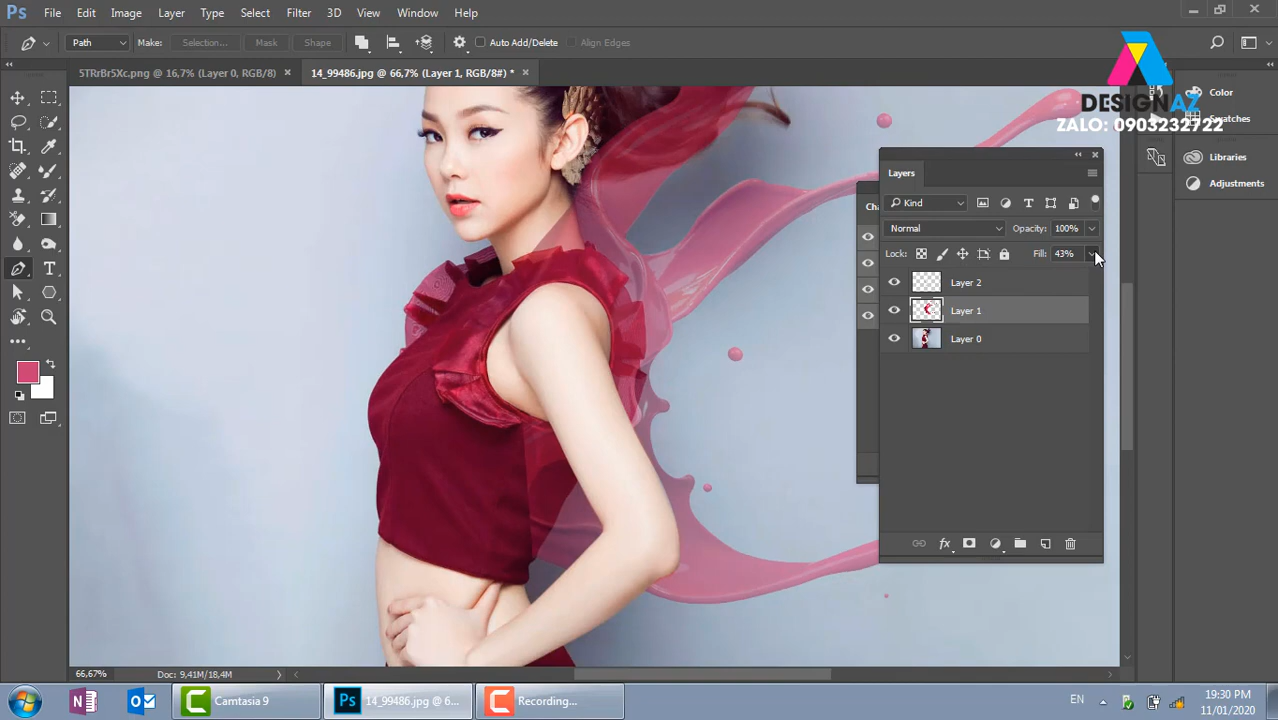 Ps File Edit Image Layer Type Select Filter 3D View Window Help
Path Make: Selection... Mask Shape Auto Add/Delete Align Edges
5TRrBrSXc.png @ 16,7% (Layer 0, RGB/8) × 14_99486.jpg @ 66,7% (Layer 1, RGB/8#) * ×
DESIGNAZ
ZALO: 0903232722
Color
Swatches
Libraries
Adjustments
Layers
Kind
Normal Opacity: 100%
Lock: Fill: 43%
Layer 2
Layer 1
Layer 0
fx
66,67% Doc: 9,41M/18,4M
Camtasia 9
Ps 14_99486.jpg @ 6...
Recording...
EN
19:30 PM
11/01/2020